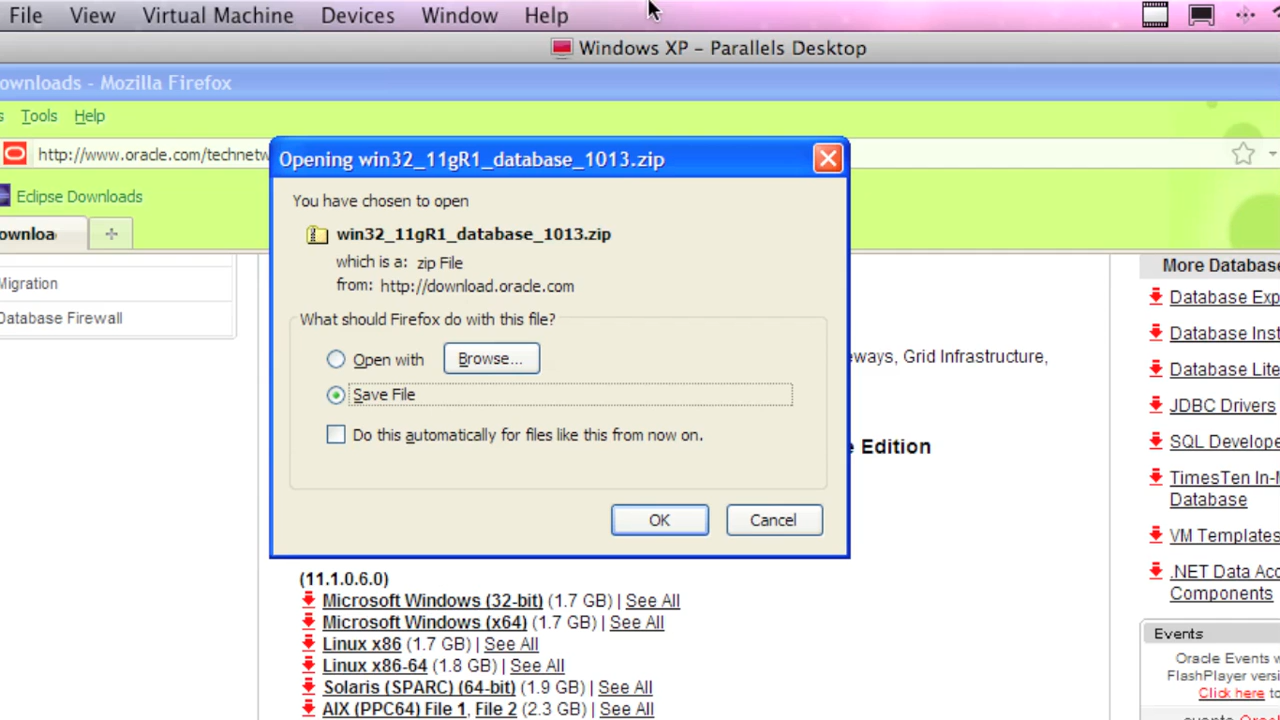 File View Virtual Machine Devices Window Help
Windows XP – Parallels Desktop
ownloads - Mozilla Firefox
s Tools Help
http://www.oracle.com/technetw
Eclipse Downloads
ownloa
Migration
Database Firewall
Opening win32_11gR1_database_1013.zip
You have chosen to open
win32_11gR1_database_1013.zip
which is a: zip File
from: http://download.oracle.com
What should Firefox do with this file?
Open with Browse...
Save File
Do this automatically for files like this from now on.
OK Cancel
eways, Grid Infrastructure,
e Edition
(11.1.0.6.0)
Microsoft Windows (32-bit) (1.7 GB) | See All
Microsoft Windows (x64) (1.7 GB) | See All
Linux x86 (1.7 GB) | See All
Linux x86-64 (1.8 GB) | See All
Solaris (SPARC) (64-bit) (1.9 GB) | See All
AIX (PPC64) File 1, File 2 (2.3 GB) | See All
More Database
Database Exp
Database Inst
Database Lite
JDBC Drivers
SQL Develope
TimesTen In-M
Database
VM Templates
.NET Data Acc
Components
Events
Oracle Events w
FlashPlayer vers
Click here to